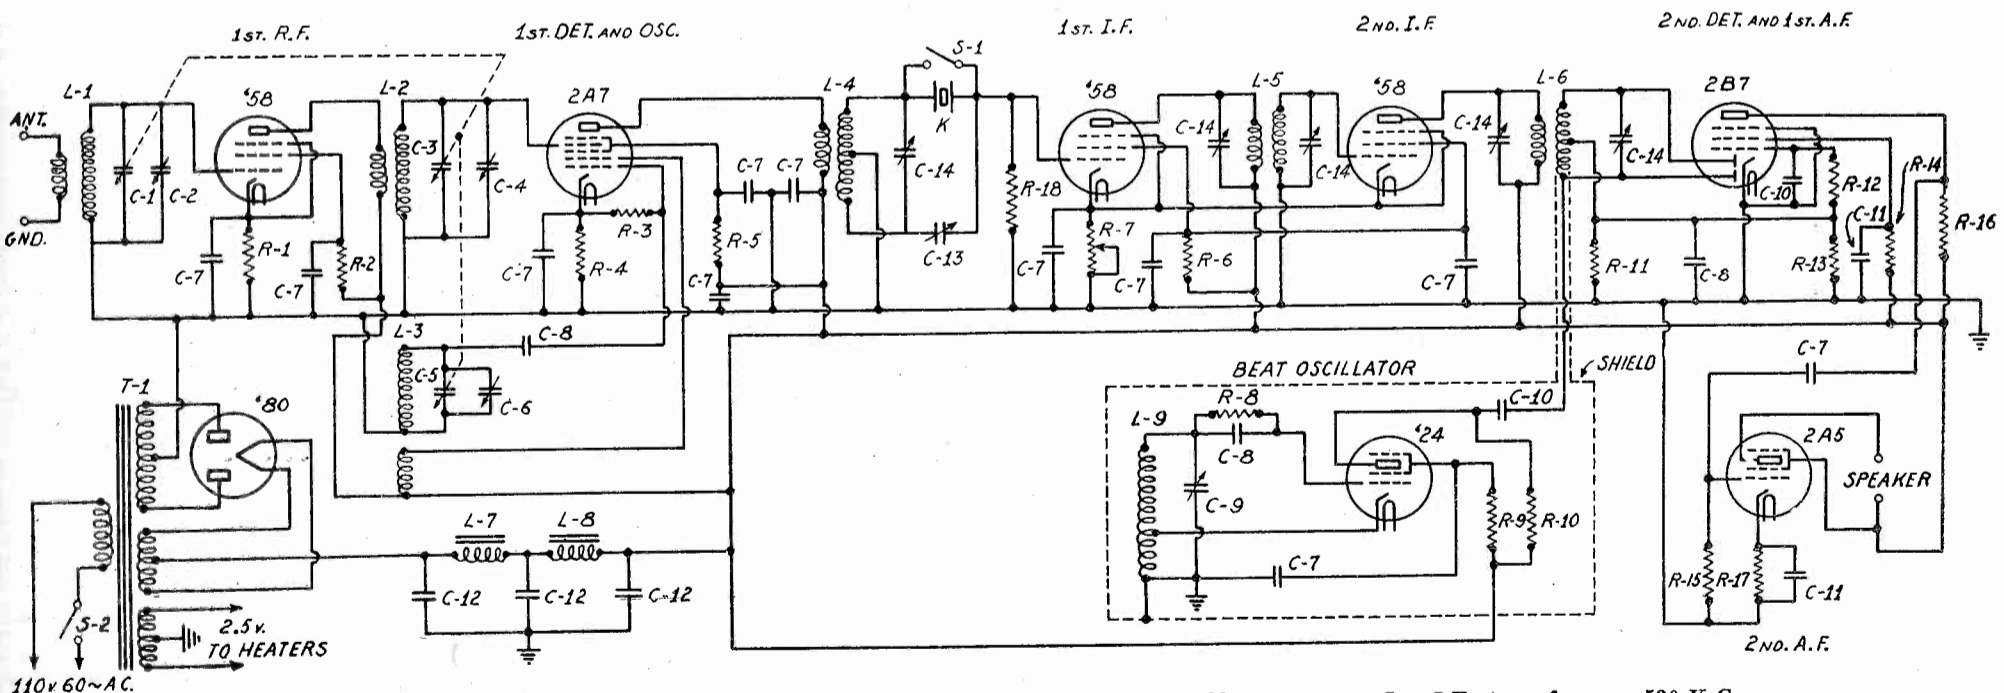 1ST. R.F.
1ST. DET. AND OSC.
1ST. I.F.
2ND. I.F.
2ND. DET. AND 1ST. A.F.
S-1
L-1
'58
L-2
2A7
L-4
K
'58
L-5
'58
L-6
2B7
ANT.
GND.
C-1
C-2
C-3
C-4
C-7
C-7
C-14
R-18
C-14
C-14
C-14
C-14
C-10
R-12
R-14
C-11
R-16
C-7
R-1
C-7
R-2
C-7
R-3
R-4
R-5
C-7
C-13
C-7
R-7
C-7
R-6
C-7
R-11
C-8
R-13
L-3
C-8
C-5
C-6
T-1
'80
BEAT OSCILLATOR
SHIELD
C-7
L-9
R-8
C-8
C-9
'24
C-10
R-9
R-10
C-7
2A5
SPEAKER
R-15
R-17
C-11
2ND. A.F.
L-7
L-8
C-12
C-12
C-12
S-2
2.5v.
TO HEATERS
110v. 60~A.C.